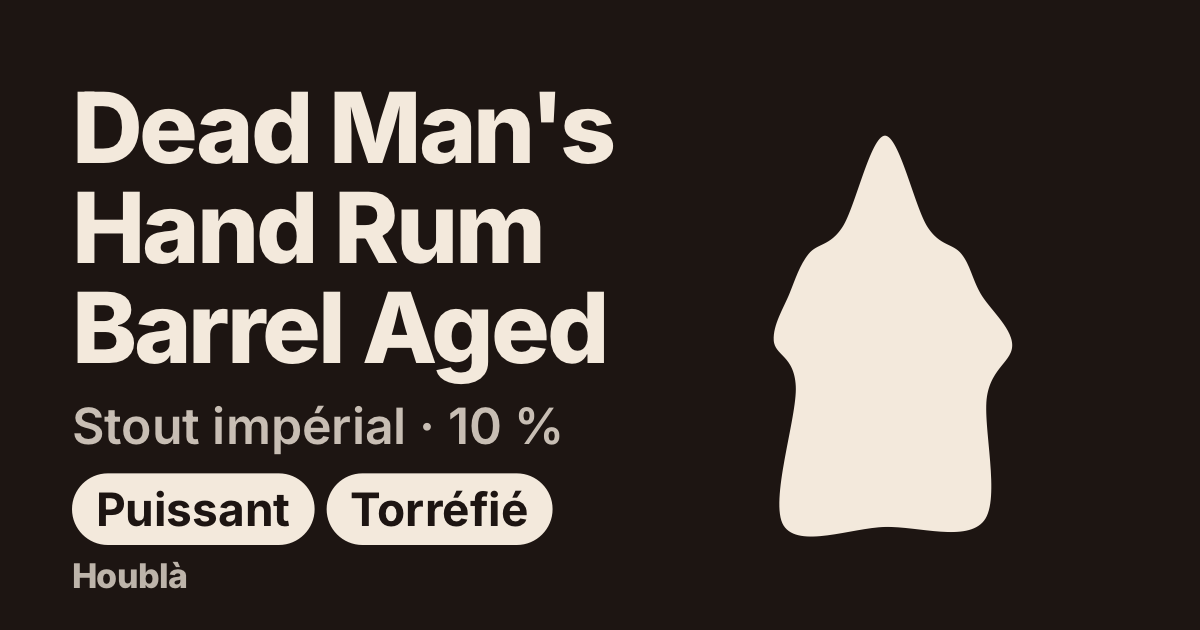 Dead Man's
Hand Rum
Barrel Aged
Stout impérial · 10 %
Puissant Torréfié
Houblà